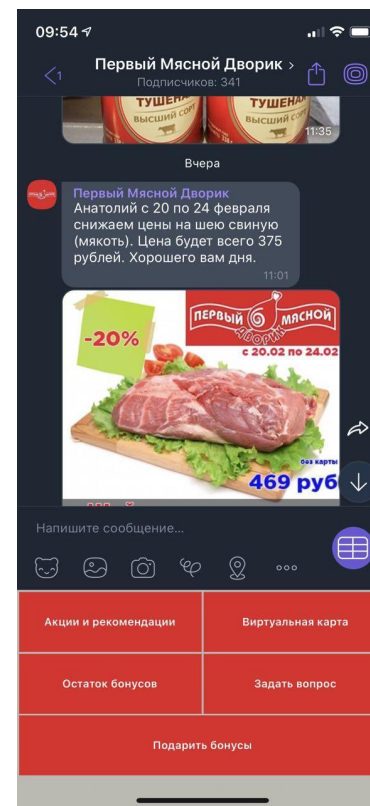 09:54
1
Первый Мясной Дворик >
Подписчиков: 341
ТУШЕНА
ВЫСШИЙ СОРТ
ТУШЕНА
ВЫСШИЙ СОРТ
11:35
Вчера
Первый Мясной Дворик
Анатолий с 20 по 24 февраля
снижаем цены на
шею свиную
(мякоть). Цена будет всего 375
рублей. Хорошего вам дня.
11:01
-20%
ПЕРВЫЙ МЯСНОЙ
ДВОРИК
с 20.02 по 24.02
без карты
469 руб
Напишите сообщение...
Акции и рекомендации
Виртуальная карта
Остаток бонусов
Задать вопрос
Подарить бонусы